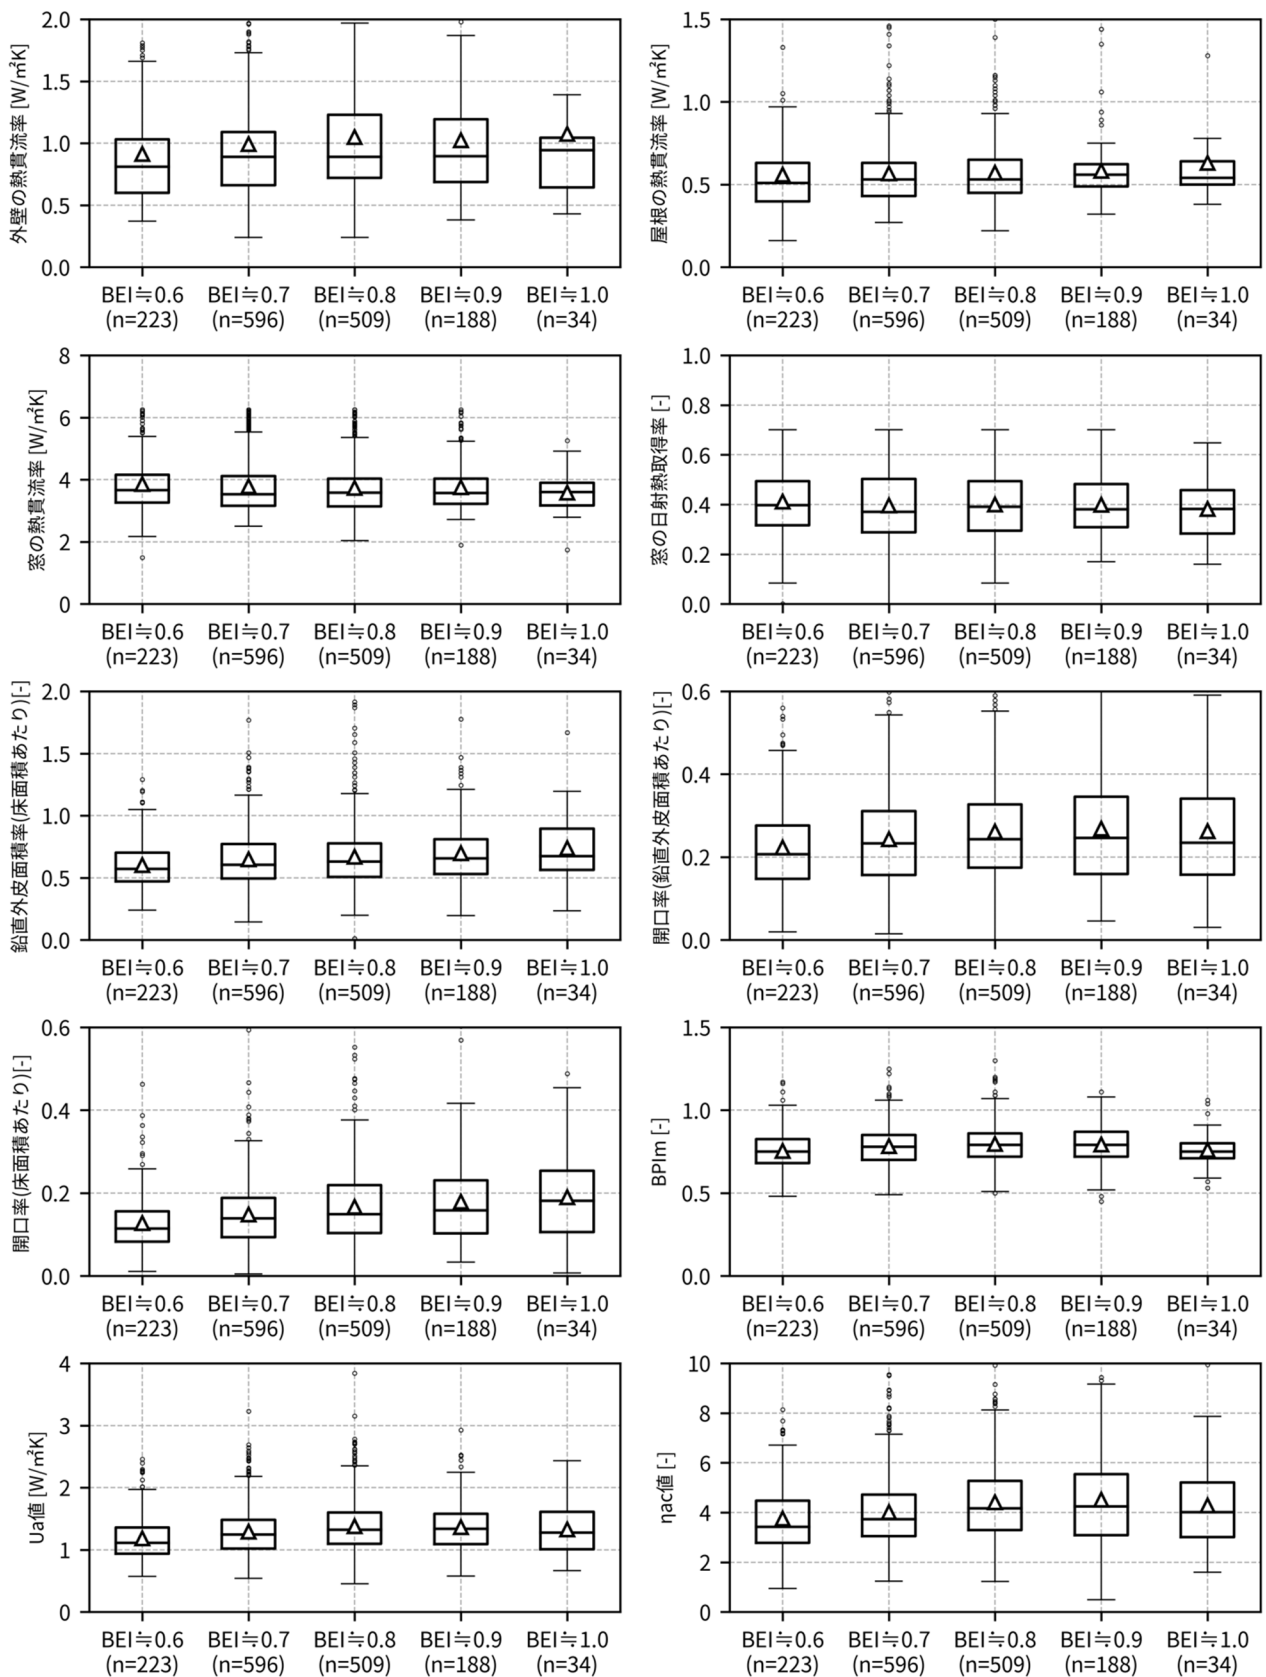 外壁の熱貫流率 [W/㎡K]
2.0
1.5
1.0
0.5
0.0
BEI≒0.6 BEI≒0.7 BEI≒0.8 BEI≒0.9 BEI≒1.0
(n=223) (n=596) (n=509) (n=188) (n=34)
屋根の熱貫流率 [W/㎡K]
1.5
1.0
0.5
0.0
BEI≒0.6 BEI≒0.7 BEI≒0.8 BEI≒0.9 BEI≒1.0
(n=223) (n=596) (n=509) (n=188) (n=34)
窓の熱貫流率 [W/㎡K]
8
6
4
2
0
BEI≒0.6 BEI≒0.7 BEI≒0.8 BEI≒0.9 BEI≒1.0
(n=223) (n=596) (n=509) (n=188) (n=34)
窓の日射熱取得率 [-]
1.0
0.8
0.6
0.4
0.2
0.0
BEI≒0.6 BEI≒0.7 BEI≒0.8 BEI≒0.9 BEI≒1.0
(n=223) (n=596) (n=509) (n=188) (n=34)
鉛直外皮面積率(床面積あたり)[-]
2.0
1.5
1.0
0.5
0.0
BEI≒0.6 BEI≒0.7 BEI≒0.8 BEI≒0.9 BEI≒1.0
(n=223) (n=596) (n=509) (n=188) (n=34)
開口率(鉛直外皮面積あたり)[-]
0.6
0.4
0.2
0.0
BEI≒0.6 BEI≒0.7 BEI≒0.8 BEI≒0.9 BEI≒1.0
(n=223) (n=596) (n=509) (n=188) (n=34)
開口率(床面積あたり)[-]
0.6
0.4
0.2
0.0
BEI≒0.6 BEI≒0.7 BEI≒0.8 BEI≒0.9 BEI≒1.0
(n=223) (n=596) (n=509) (n=188) (n=34)
BPIm [-]
1.5
1.0
0.5
0.0
BEI≒0.6 BEI≒0.7 BEI≒0.8 BEI≒0.9 BEI≒1.0
(n=223) (n=596) (n=509) (n=188) (n=34)
Ua値 [W/㎡K]
4
3
2
1
0
BEI≒0.6 BEI≒0.7 BEI≒0.8 BEI≒0.9 BEI≒1.0
(n=223) (n=596) (n=509) (n=188) (n=34)
ηac値 [-]
10
8
6
4
2
0
BEI≒0.6 BEI≒0.7 BEI≒0.8 BEI≒0.9 BEI≒1.0
(n=223) (n=596) (n=509) (n=188) (n=34)